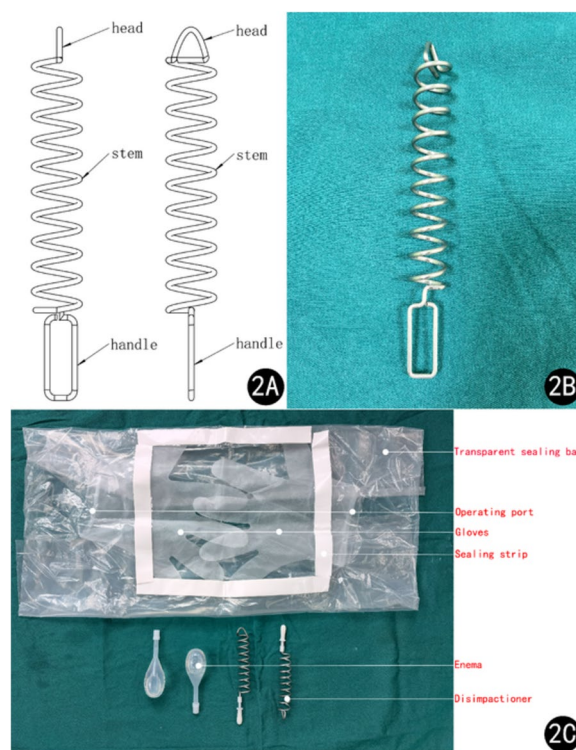 head
head
stem
stem
handle
handle
2A
2B
Transparent sealing ba
Operating port
Gloves
Sealing strip
Enema
Disimpactioner
2C